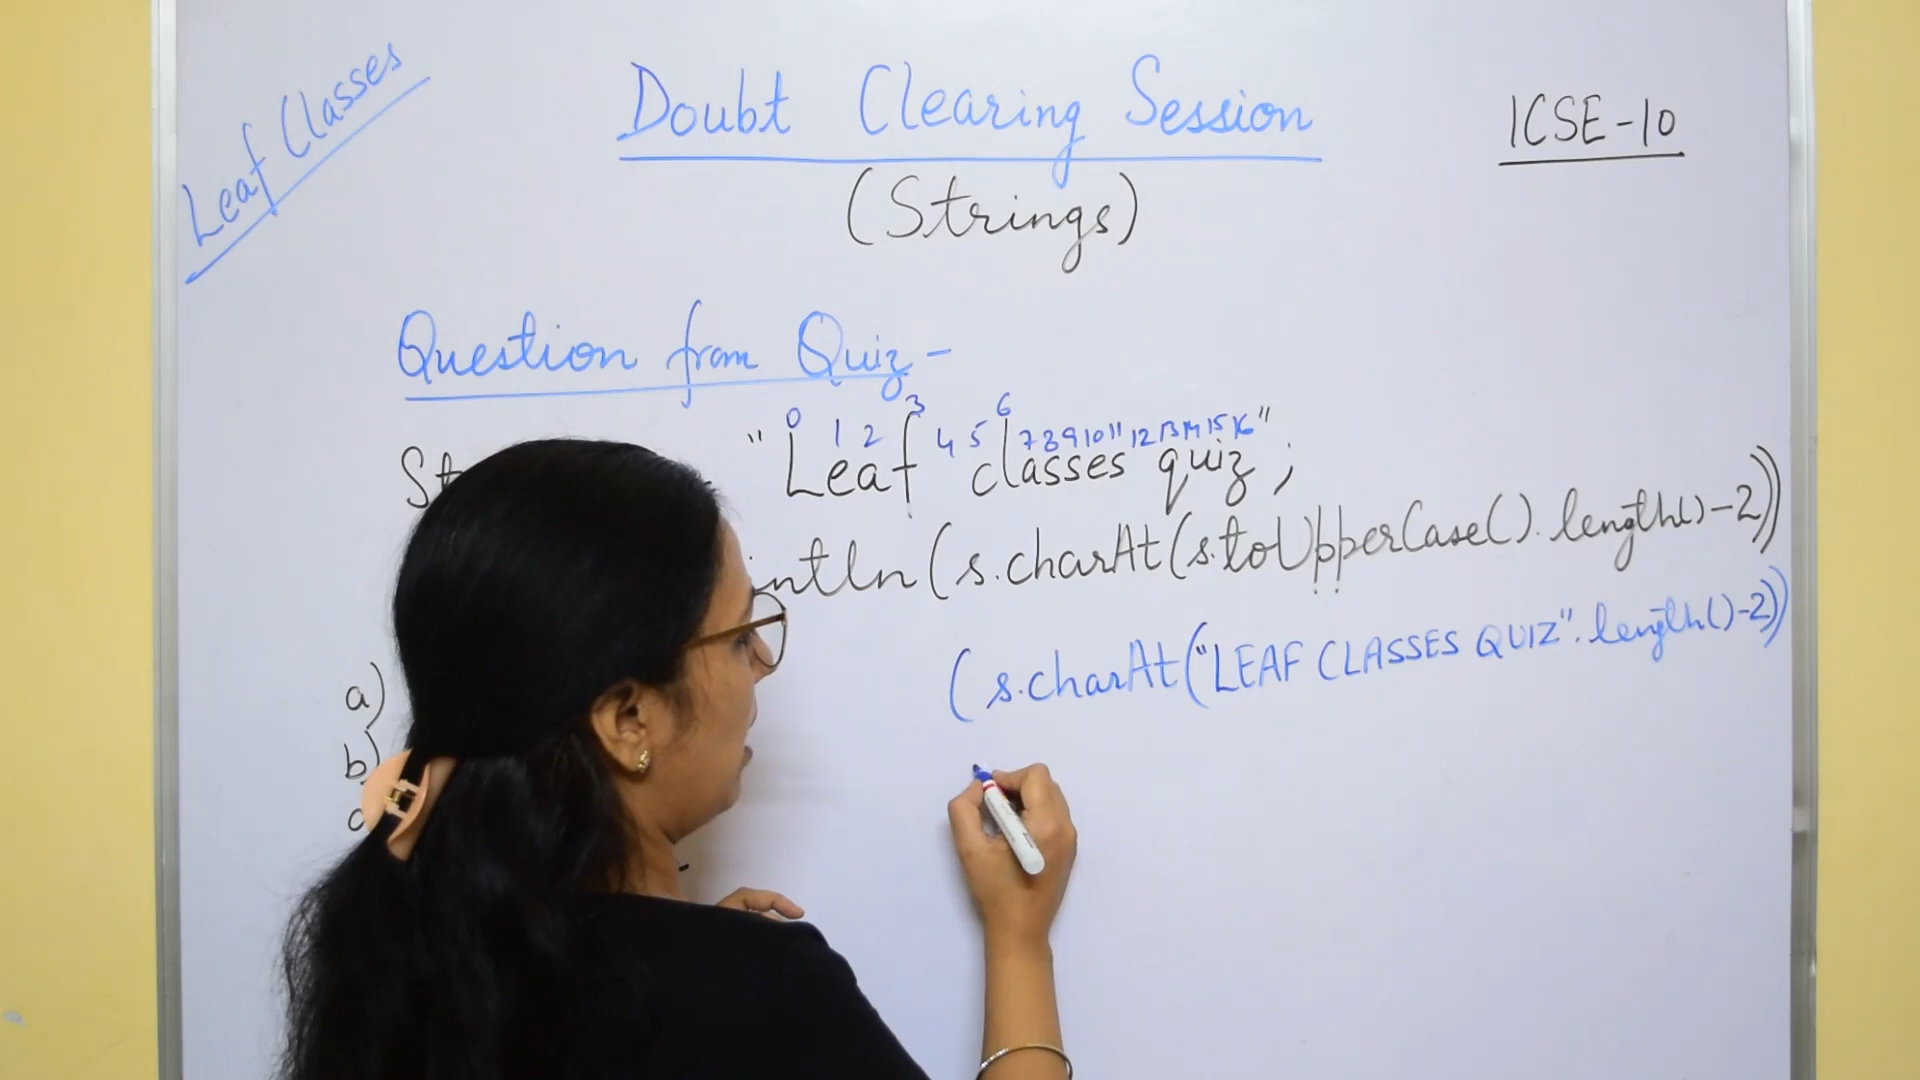 Leaf Classes
Doubt Clearing Session
(Strings)
ICSE-10
Question from Quiz -
0 1 2 3 4 5 6 7 8 9 10 11 12 13 14 15 16
St "Leaf classes quiz";
intln (s.charAt(s.toUpperCase().length()-2))
(s.charAt("LEAF CLASSES QUIZ".length()-2))
a)
b)